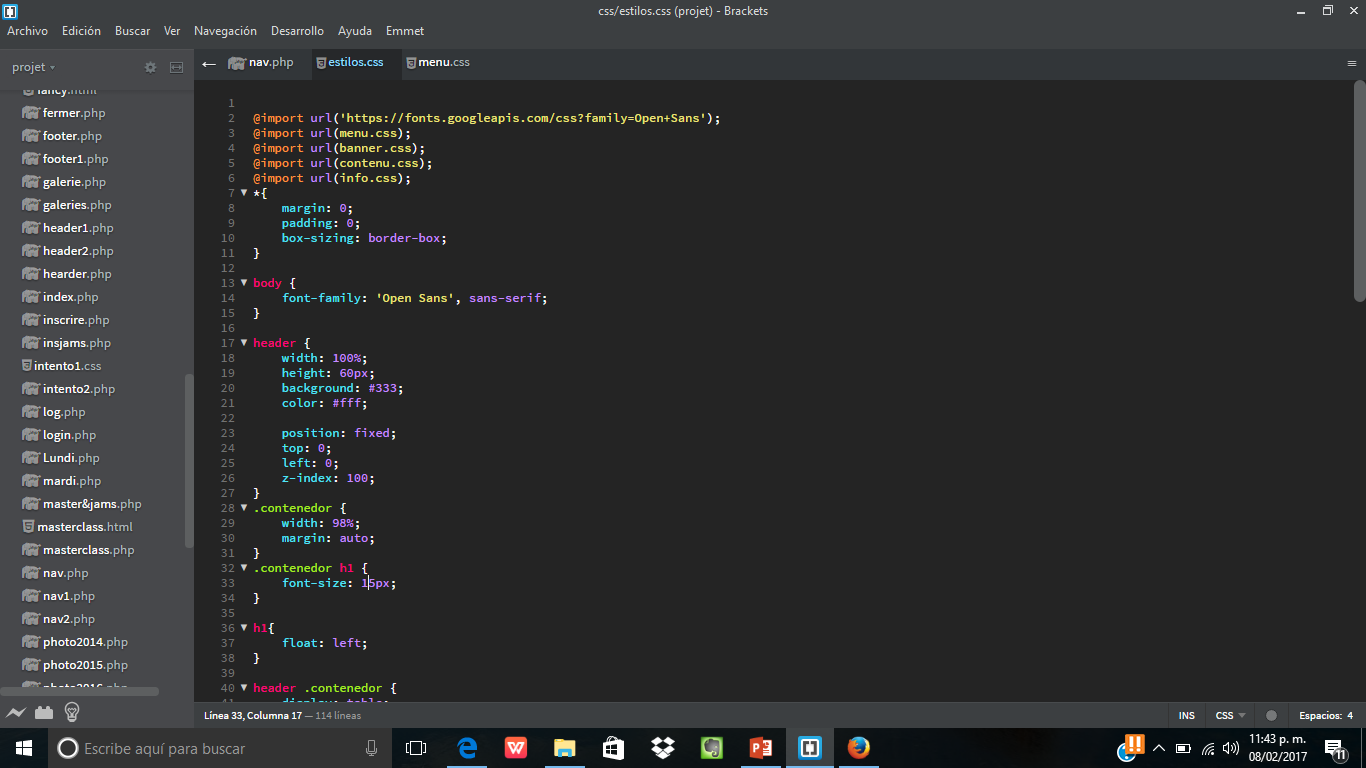 css/estilos.css (projet) - Brackets
Archivo Edición Buscar Ver Navegación Desarrollo Ayuda Emmet
projet
nav.php estilos.css menu.css
fancy.html
fermer.php
footer.php
footer1.php
galerie.php
galeries.php
header1.php
header2.php
hearder.php
index.php
inscrire.php
insjams.php
intento1.css
intento2.php
log.php
login.php
Lundi.php
mardi.php
master&jams.php
masterclass.html
masterclass.php
nav.php
nav1.php
nav2.php
photo2014.php
photo2015.php
photo2016.php
1
2 @import url('https://fonts.googleapis.com/css?family=Open+Sans');
3 @import url(menu.css);
4 @import url(banner.css);
5 @import url(contenu.css);
6 @import url(info.css);
7 *{
8 margin: 0;
9 padding: 0;
10 box-sizing: border-box;
11 }
12
13 body {
14 font-family: 'Open Sans', sans-serif;
15 }
16
17 header {
18 width: 100%;
19 height: 60px;
20 background: #333;
21 color: #fff;
22
23 position: fixed;
24 top: 0;
25 left: 0;
26 z-index: 100;
27 }
28 .contenedor {
29 width: 98%;
30 margin: auto;
31 }
32 .contenedor h1 {
33 font-size: 15px;
34 }
35
36 h1{
37 float: left;
38 }
39
40 header .contenedor {
41 display: table;
Línea 33, Columna 17 — 114 líneas INS CSS Espacios: 4
Escribe aquí para buscar
11:43 p. m.
08/02/2017
11